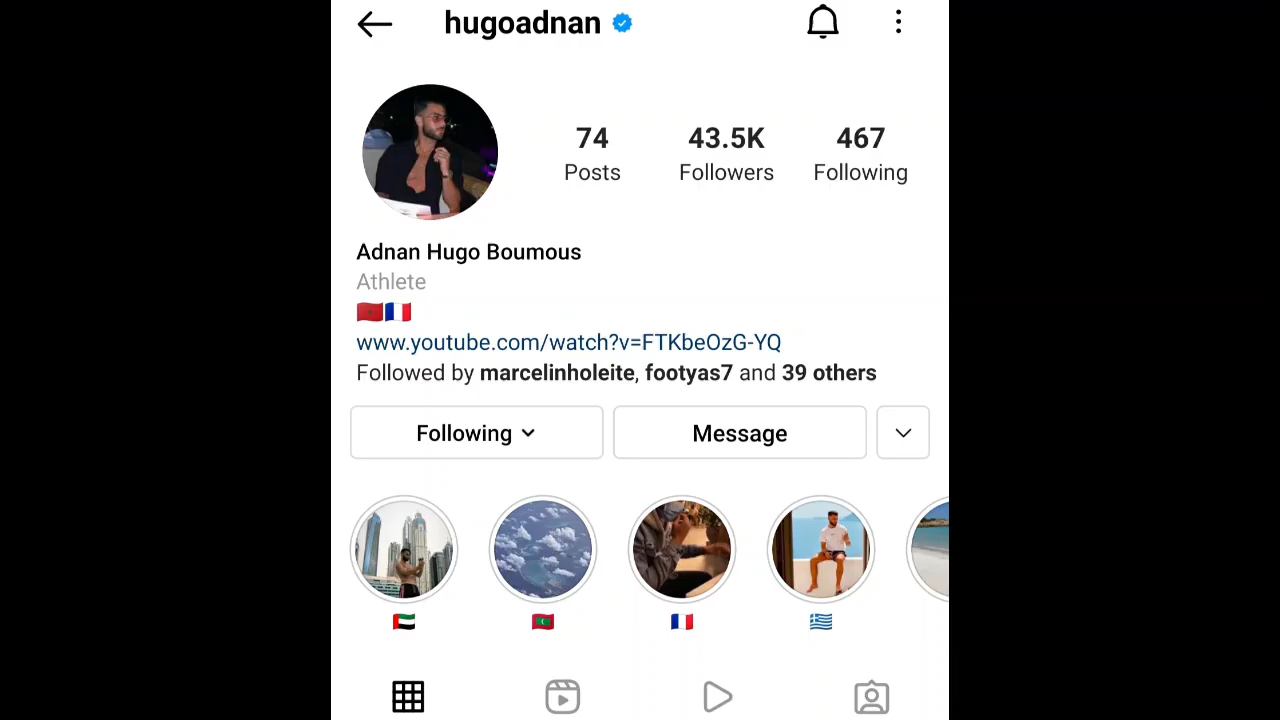 hugoadnan
74 43.5K 467
Posts Followers Following
Adnan Hugo Boumous
Athlete
🇲🇦🇫🇷
www.youtube.com/watch?v=FTKbeOzG-YQ
Followed by marcelinholeite, footyas7 and 39 others
Following Message
🇦🇪 🇲🇻 🇫🇷 🇬🇷